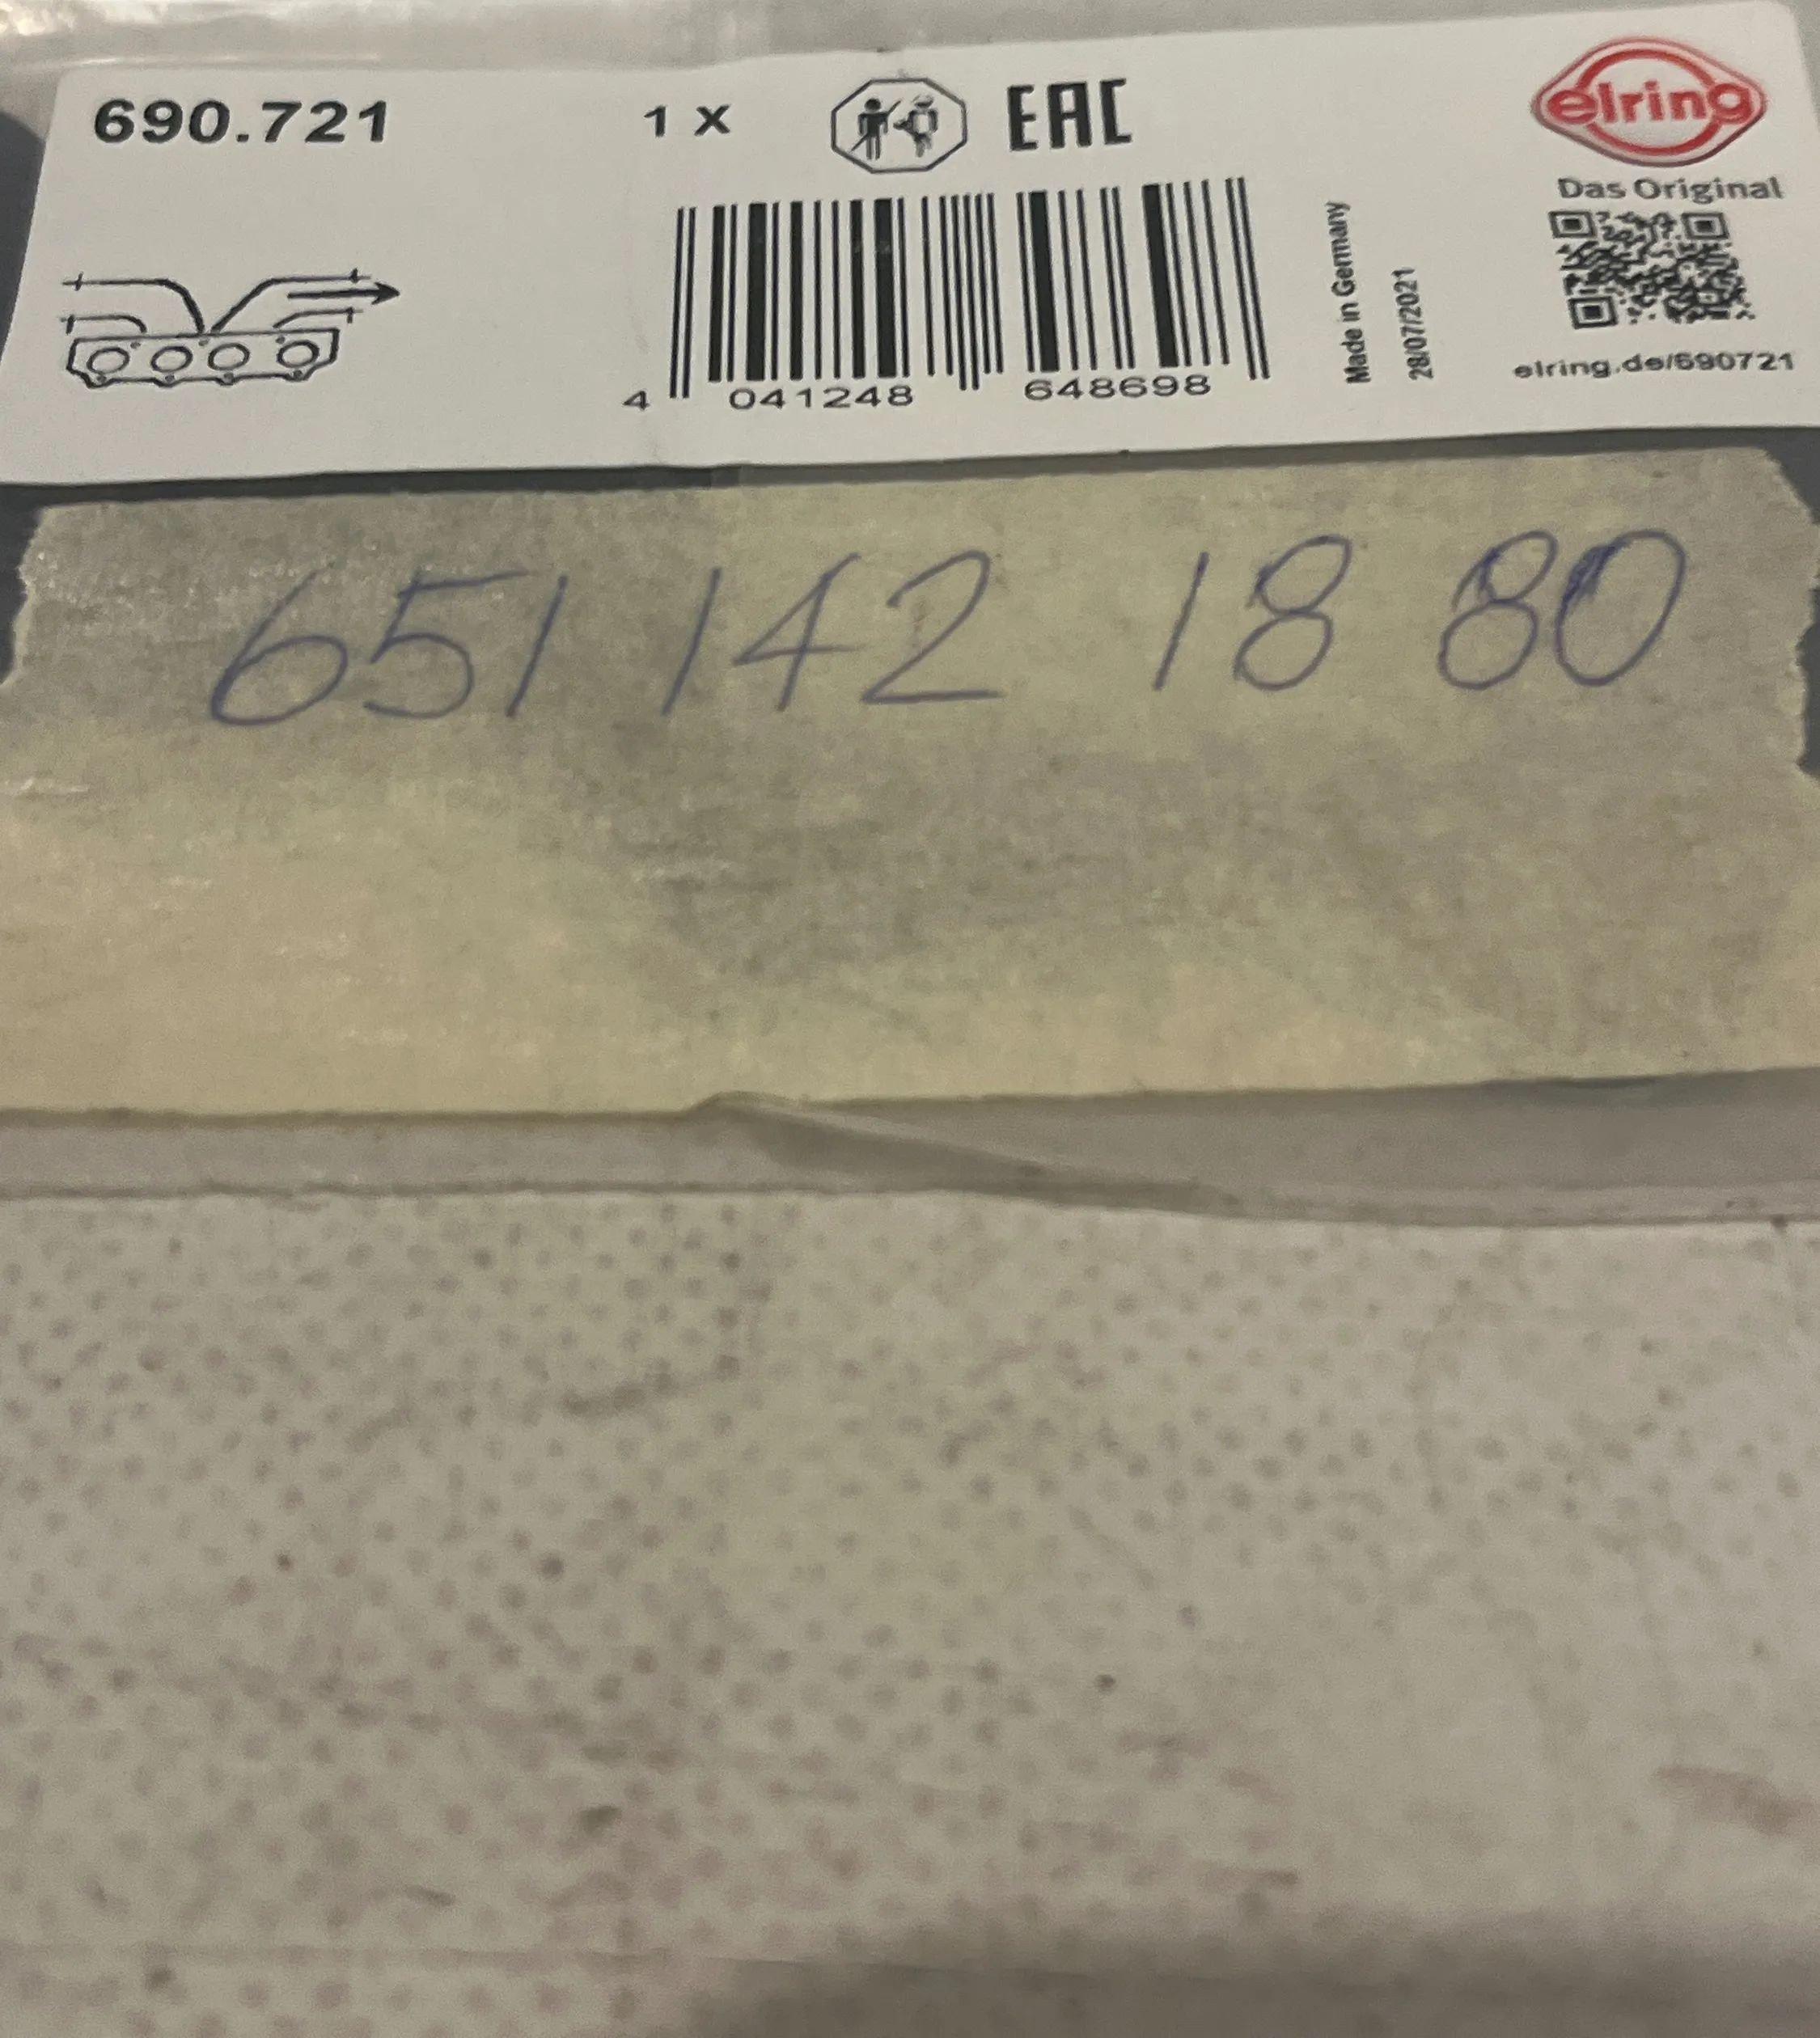 690.721
1 X
EAC
elring
Das Original
4 041248 648698
Made in Germany
28/07/2021
elring.de/690721
651 142 18 80